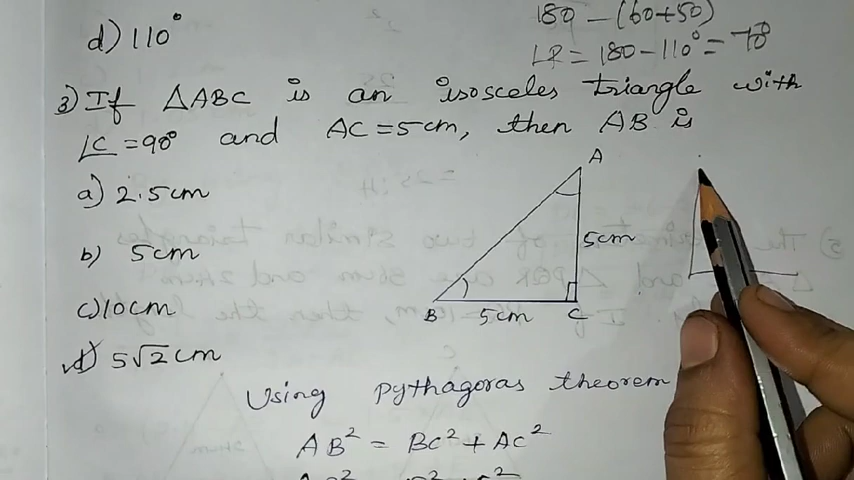 180 - (60+50)
d) 110°
∠R = 180 - 110° = 70°
3) If △ABC is an isosceles triangle with
∠C = 90° and AC = 5cm, then AB is
A
a) 2.5cm
5cm
b) 5cm
c) 10cm
B 5cm C
d) 5√2 cm
Using pythagoras theorem
AB² = BC² + AC²